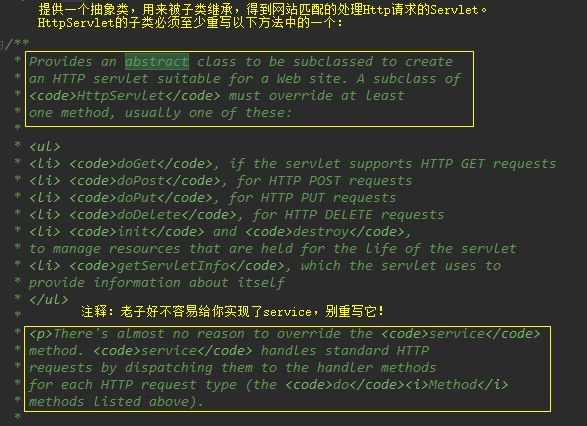 提供一个抽象类，用来被子类继承，得到网站匹配的处理Http请求的Servlet。
HttpServlet的子类必须至少重写以下方法中的一个：
/**
* Provides an abstract class to be subclassed to create
* an HTTP servlet suitable for a Web site. A subclass of
* <code>HttpServlet</code> must override at least
* one method, usually one of these:
*
* <ul>
* <li> <code>doGet</code>, if the servlet supports HTTP GET requests
* <li> <code>doPost</code>, for HTTP POST requests
* <li> <code>doPut</code>, for HTTP PUT requests
* <li> <code>doDelete</code>, for HTTP DELETE requests
* <li> <code>init</code> and <code>destroy</code>,
* to manage resources that are held for the life of the servlet
* <li> <code>getServletInfo</code>, which the servlet uses to
* provide information about itself
* </ul>
* 注释：老子好不容易给你实现了service，别重写它！
* <p>There's almost no reason to override the <code>service</code>
* method. <code>service</code> handles standard HTTP
* requests by dispatching them to the handler methods
* for each HTTP request type (the <code>do</code><i>Method</i>
* methods listed above).
*